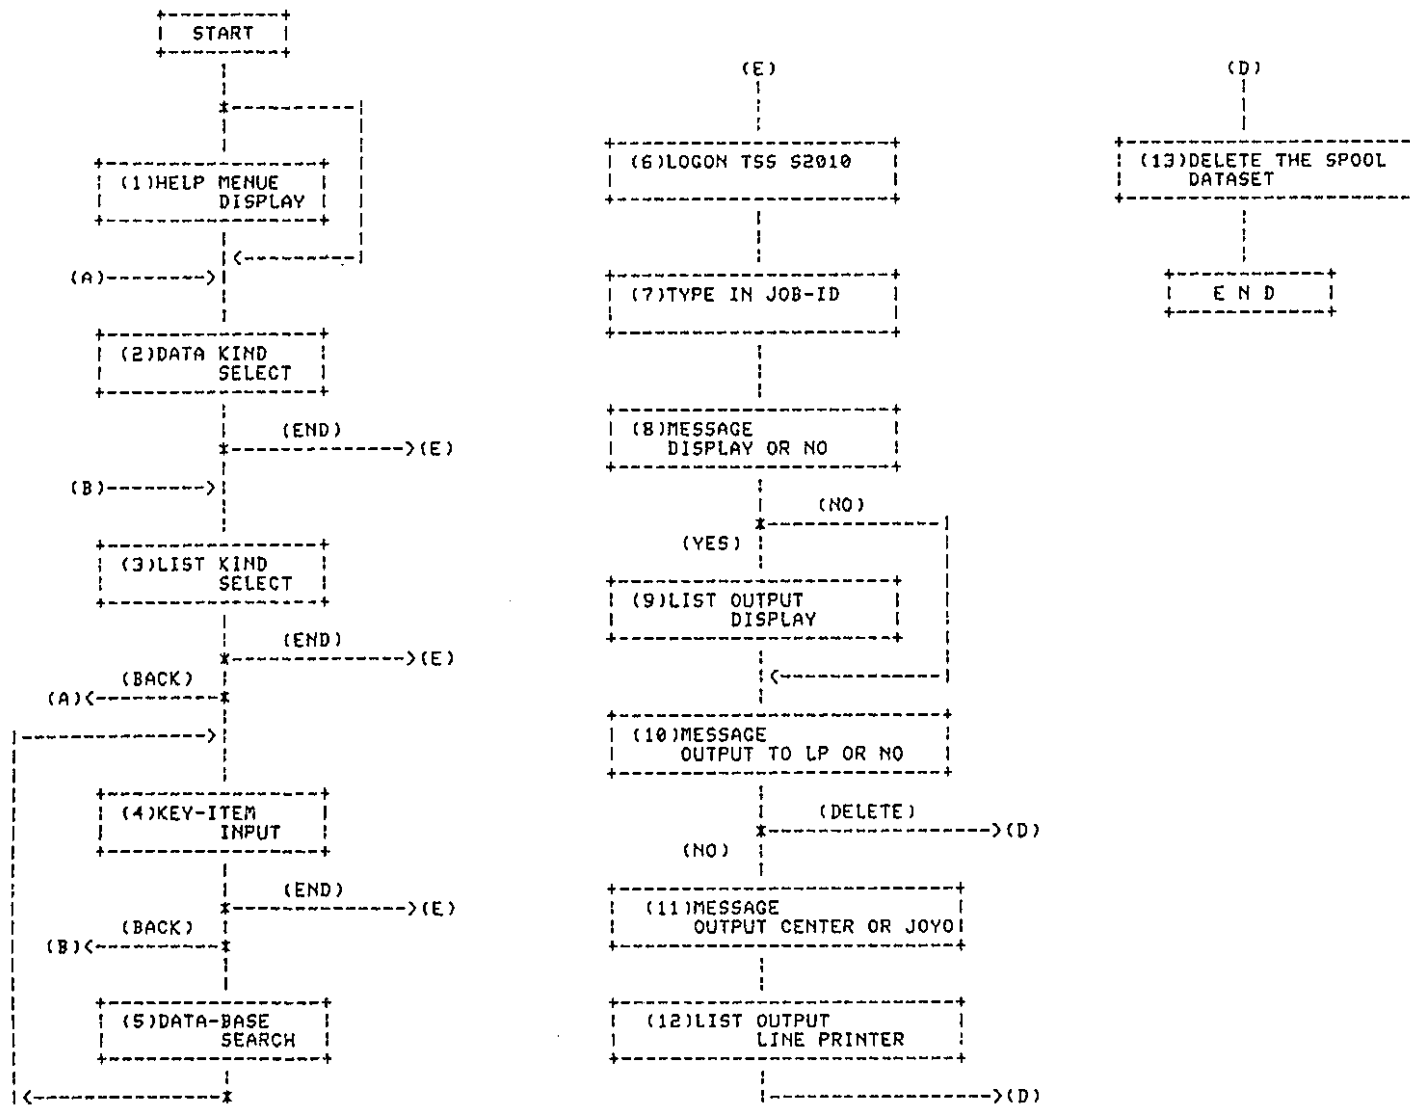 START
(1)HELP MENUE
DISPLAY
(A)
(2)DATA KIND
SELECT
(END)
(E)
(B)
(3)LIST KIND
SELECT
(END)
(E)
(BACK)
(A)
(4)KEY-ITEM
INPUT
(END)
(E)
(BACK)
(B)
(5)DATA-BASE
SEARCH
(E)
(6)LOGON TSS S2010
(7)TYPE IN JOB-ID
(8)MESSAGE
DISPLAY OR NO
(NO)
(YES)
(9)LIST OUTPUT
DISPLAY
(10)MESSAGE
OUTPUT TO LP OR NO
(DELETE)
(D)
(NO)
(11)MESSAGE
OUTPUT CENTER OR JOYO
(12)LIST OUTPUT
LINE PRINTER
(D)
(D)
(13)DELETE THE SPOOL
DATASET
E N D